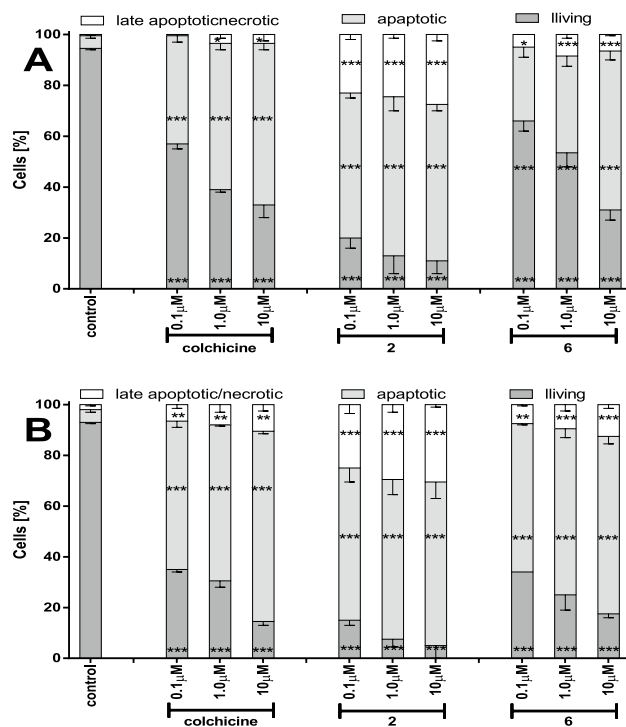 late apoptoticnecrotic apaptotic lliving
A
Cells [%]
100
80
60
40
20
0
* *
*** *** ***
* *** ***
*** *** ***
*** *** ***
*** *** ***
*** *** ***
*** *** ***
*** *** ***
control 0.1µM 1.0µM 10µM 0.1µM 1.0µM 10µM 0.1µM 1.0µM 10µM
colchicine 2 6
late apoptotic/necrotic apaptotic lliving
B
Cells [%]
100
80
60
40
20
0
** ** **
*** *** ***
** *** ***
*** *** ***
*** *** ***
*** *** ***
*** *** ***
*** *** ***
*** *** ***
control 0.1µM 1.0µM 10µM 0.1µM 1.0µM 10µM 0.1µM 1.0µM 10µM
colchicine 2 6